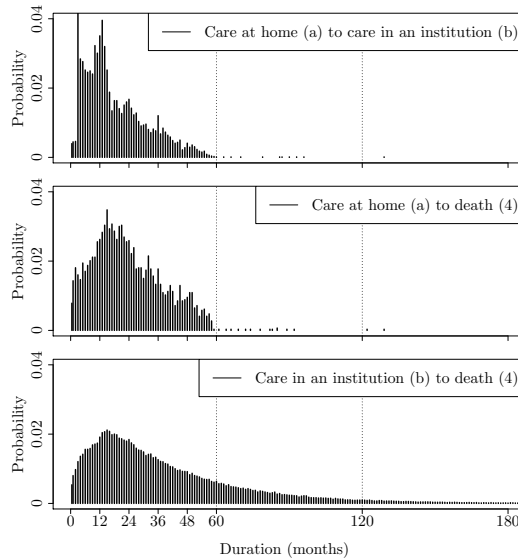 Care at home (a) to care in an institution (b)
Probability
0.04
0.02
0
Care at home (a) to death (4)
Probability
0.04
0.02
0
Care in an institution (b) to death (4)
Probability
0.04
0.02
0
0 12 24 36 48 60 120 180
Duration (months)